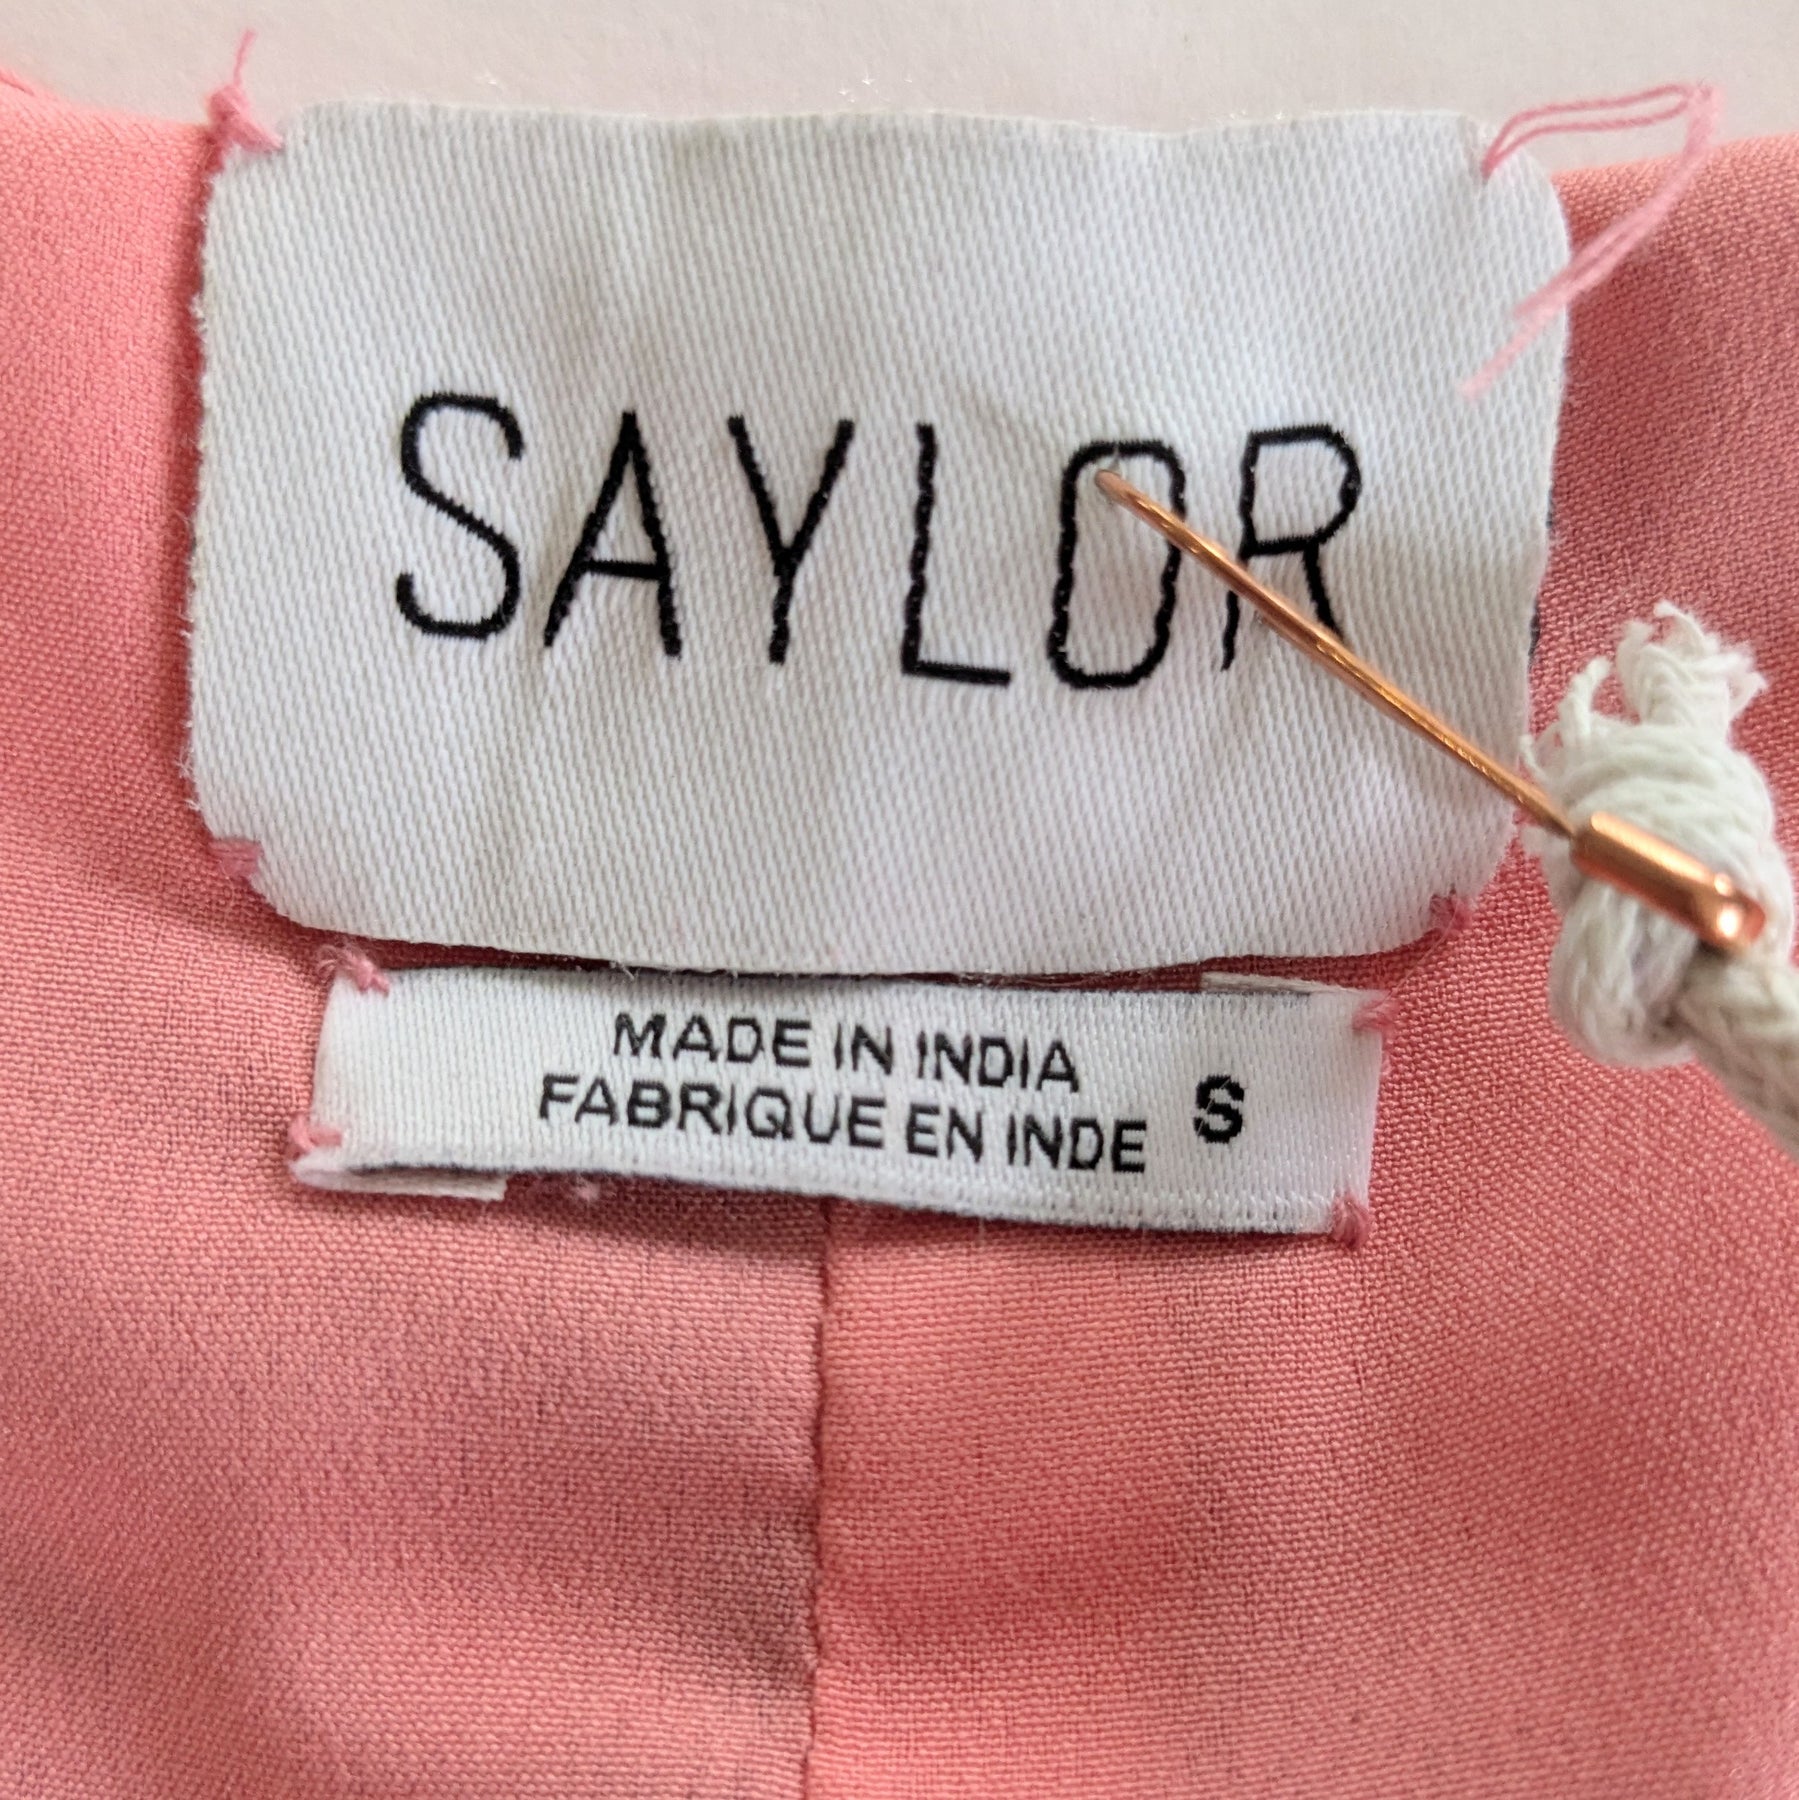 SAYLOR
MADE IN INDIA
FABRIQUE EN INDE S